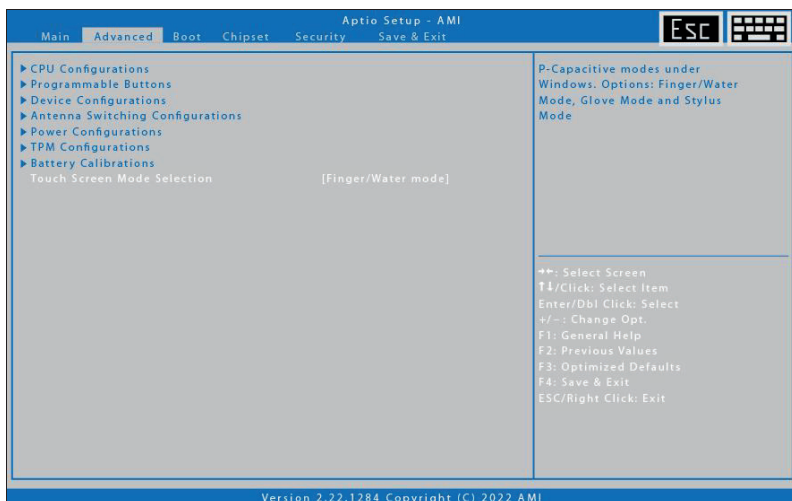 Aptio Setup - AMI
Esc
Main Advanced Boot Chipset Security Save & Exit
▶ CPU Configurations
▶ Programmable Buttons
▶ Device Configurations
▶ Antenna Switching Configurations
▶ Power Configurations
▶ TPM Configurations
▶ Battery Calibrations
Touch Screen Mode Selection [Finger/Water mode]
P-Capacitive modes under
Windows. Options: Finger/Water
Mode, Glove Mode and Stylus
Mode
→←: Select Screen
↑↓/Click: Select Item
Enter/Dbl Click: Select
+/-: Change Opt.
F1: General Help
F2: Previous Values
F3: Optimized Defaults
F4: Save & Exit
ESC/Right Click: Exit
Version 2.22.1284 Copyright (C) 2022 AMI